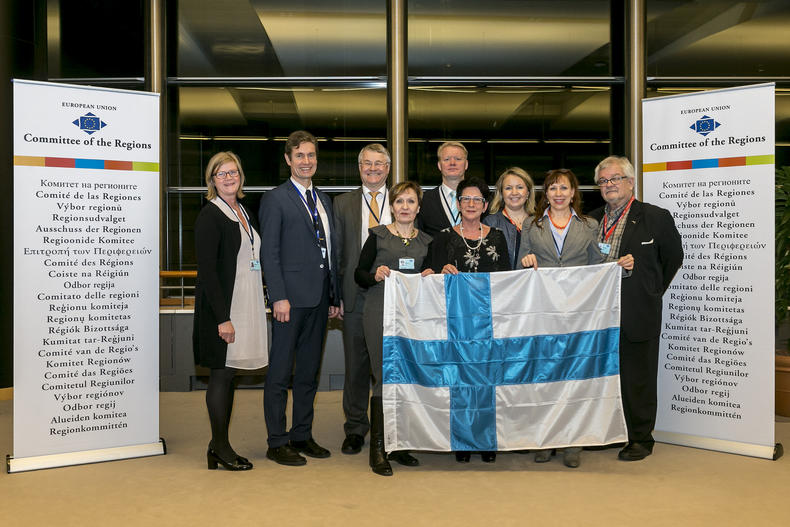 EUROPEAN UNION
Committee of the Regions
Комитет на регионите
Comité de las Regiones
Výbor regionů
Regionsudvalget
Ausschuss der Regionen
Regioonide Komitee
Επιτροπή των Περιφερειών
Comité des Régions
Coiste na Réigiún
Odbor regija
Comitato delle regioni
Reģionu komiteja
Regionų komitetas
Régiók Bizottsága
Kumitat tar-Reġjuni
Comité van de Regio's
Komitet Regionów
Comité das Regiões
Comitetul Regiunilor
Výbor regiónov
Odbor regij
Alueiden komitea
Regionkommittén
EUROPEAN UNION
Committee of the Regions
Комитет на регионите
Comité de las Regiones
Výbor regionů
Regionsudvalget
Ausschuss der Regionen
Regioonide Komitee
Επιτροπή των Περιφερειών
Comité des Régions
Coiste na Réigiún
Odbor regija
Comitato delle regioni
Reģionu komiteja
Regionų komitetas
Régiók Bizottsága
Kumitat tar-Reġjuni
Comité van de Regio's
Komitet Regionów
Comité das Regiões
Comitetul Regiunilor
Výbor regiónov
Odbor regij
Alueiden komitea
Regionkommittén